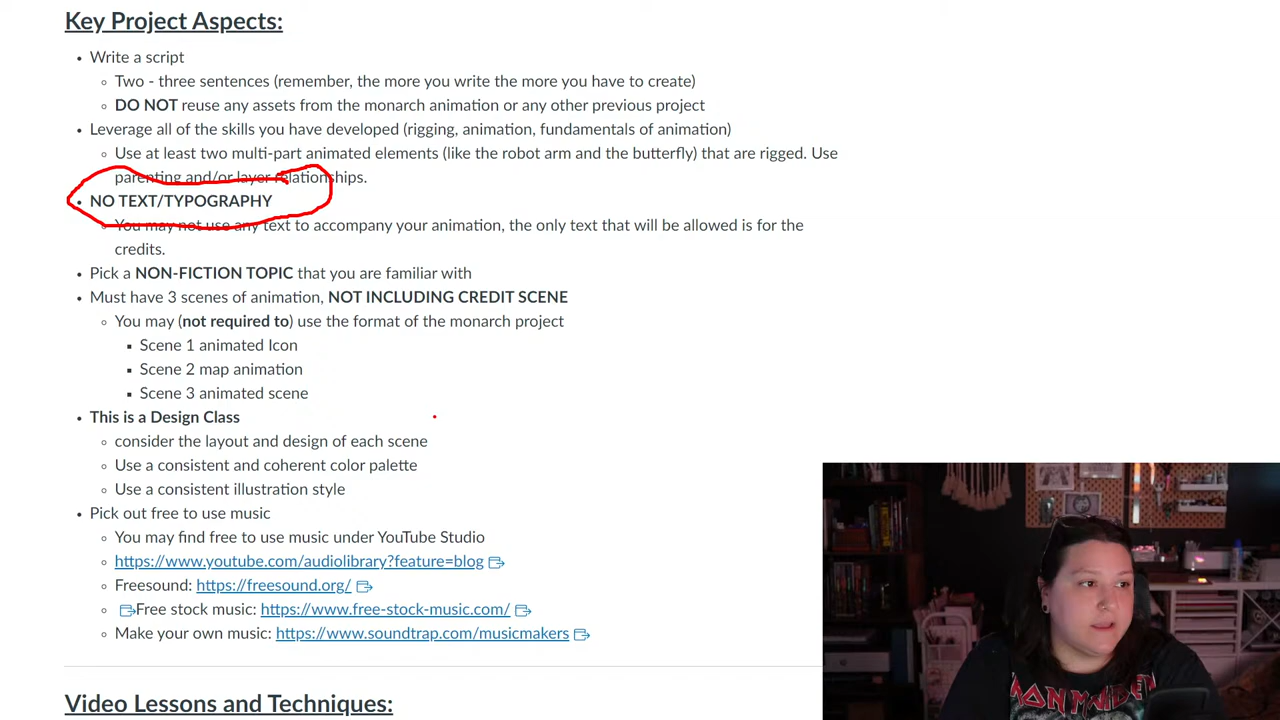 Key Project Aspects:
• Write a script
◦ Two - three sentences (remember, the more you write the more you have to create)
◦ DO NOT reuse any assets from the monarch animation or any other previous project
• Leverage all of the skills you have developed (rigging, animation, fundamentals of animation)
◦ Use at least two multi-part animated elements (like the robot arm and the butterfly) that are rigged. Use
parenting and/or layer relationships.
• NO TEXT/TYPOGRAPHY
◦ You may not use any text to accompany your animation, the only text that will be allowed is for the
credits.
• Pick a NON-FICTION TOPIC that you are familiar with
• Must have 3 scenes of animation, NOT INCLUDING CREDIT SCENE
◦ You may (not required to) use the format of the monarch project
▪ Scene 1 animated Icon
▪ Scene 2 map animation
▪ Scene 3 animated scene
• This is a Design Class
◦ consider the layout and design of each scene
◦ Use a consistent and coherent color palette
◦ Use a consistent illustration style
• Pick out free to use music
◦ You may find free to use music under YouTube Studio
◦ https://www.youtube.com/audiolibrary?feature=blog
◦ Freesound: https://freesound.org/
◦ Free stock music: https://www.free-stock-music.com/
◦ Make your own music: https://www.soundtrap.com/musicmakers
Video Lessons and Techniques:
IRON MAIDEN